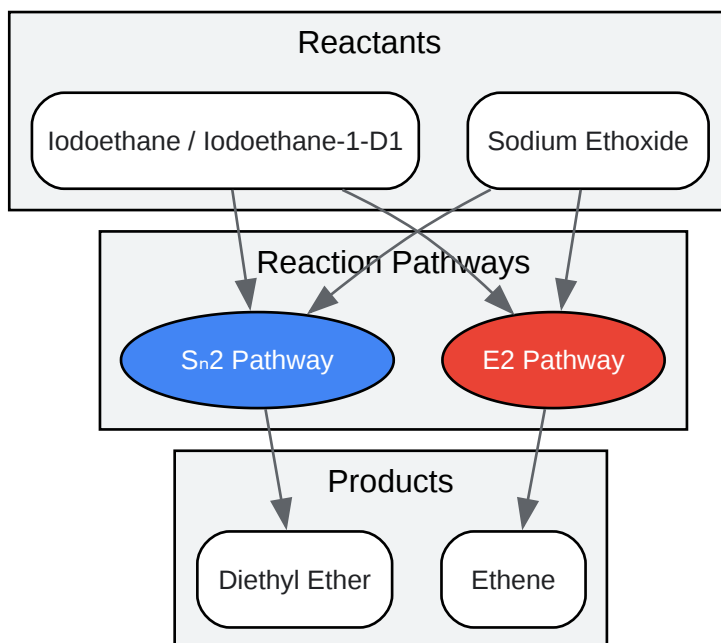 Reactants
Iodoethane / Iodoethane-1-D1
Sodium Ethoxide
Reaction Pathways
Sₙ2 Pathway
E2 Pathway
Products
Diethyl Ether
Ethene